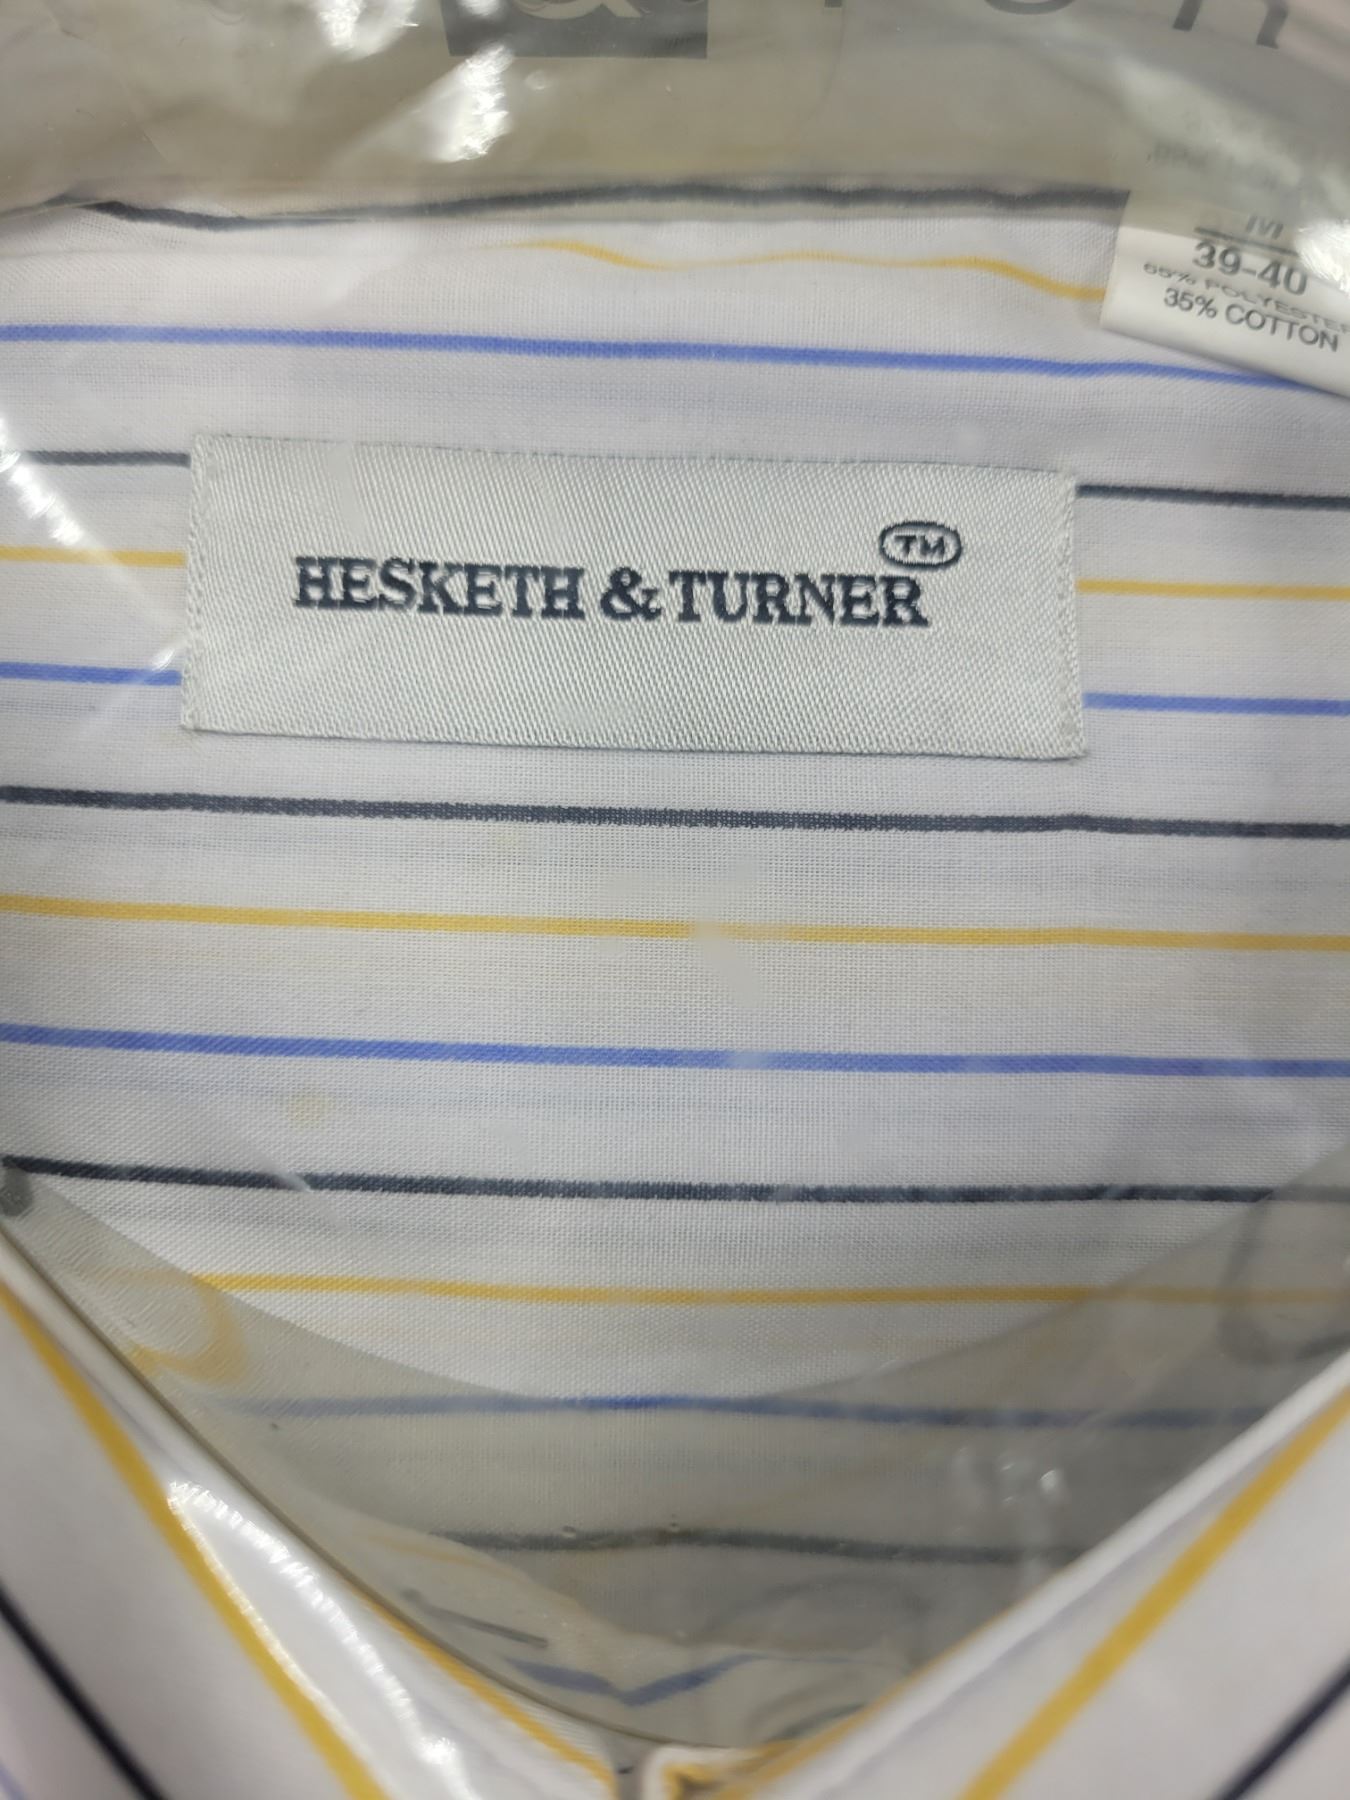 M
39-40
65% POLYESTER
35% COTTON
HESKETH & TURNER TM